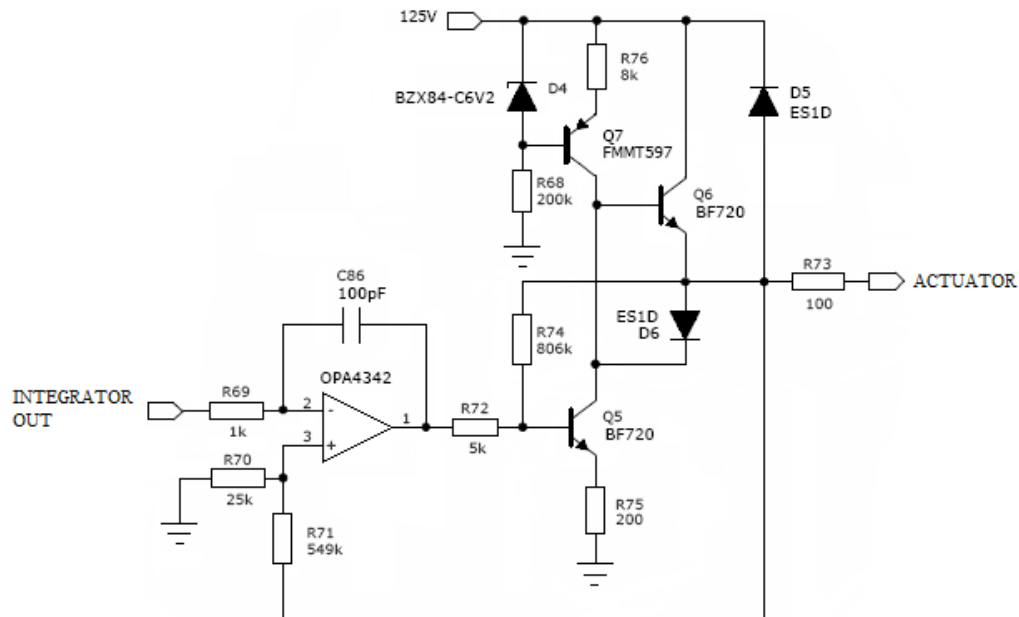 125V
R76
8k
D4
BZX84-C6V2
D5
ES1D
Q7
FMMT597
R68
200k
Q6
BF720
R73
100
ACTUATOR
C86
100pF
ES1D
D6
R74
806k
OPA4342
INTEGRATOR
OUT
R69
1k
2
-
3
+
1
R72
5k
Q5
BF720
R70
25k
R75
200
R71
549k